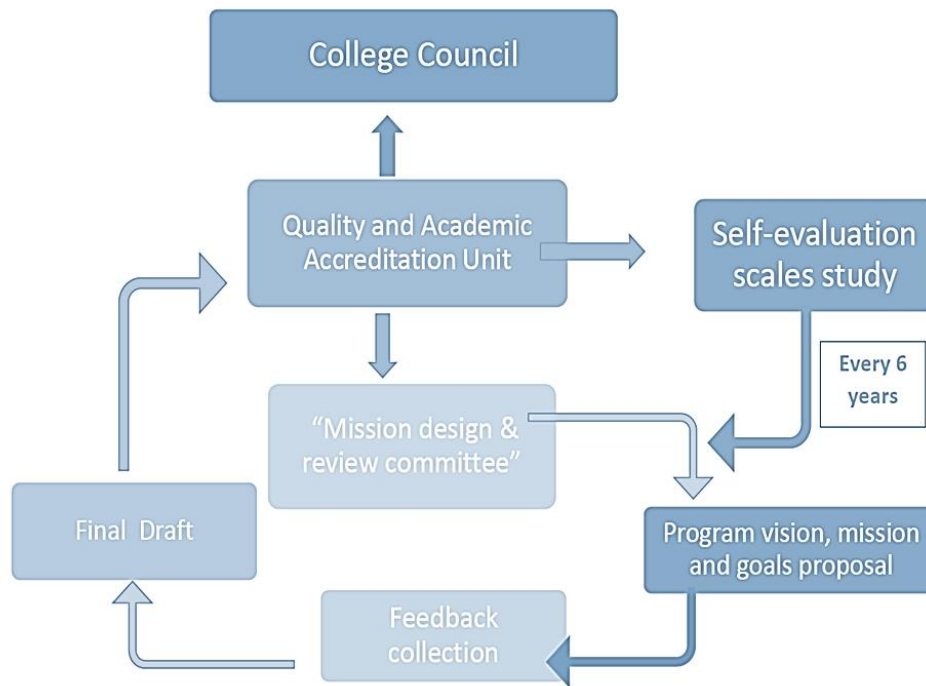 College Council
Quality and Academic
Accreditation Unit
Self-evaluation
scales study
Every 6
years
“Mission design &
review committee”
Final Draft
Program vision, mission
and goals proposal
Feedback
collection